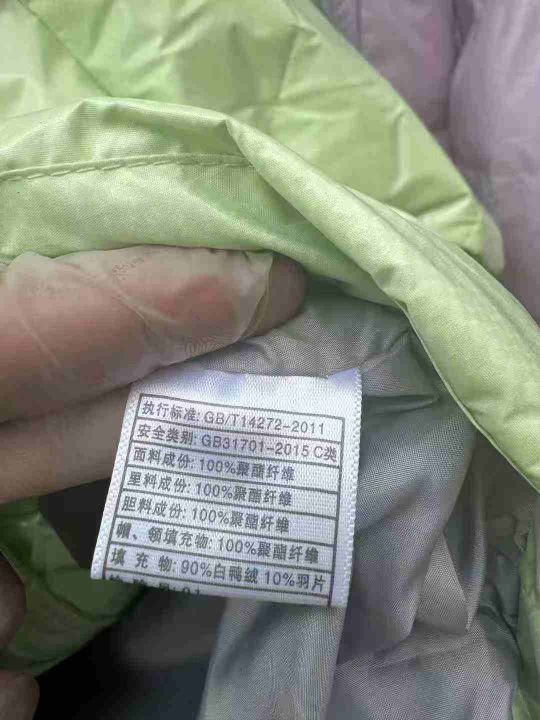 执行标准: GB/T14272-2011
安全类别: GB31701-2015 C类
面料成份: 100%聚酯纤维
里料成份: 100%聚酯纤维
胆料成份: 100%聚酯纤维
帽、领填充物: 100%聚酯纤维
填 充 物: 90%白鸭绒 10%羽片